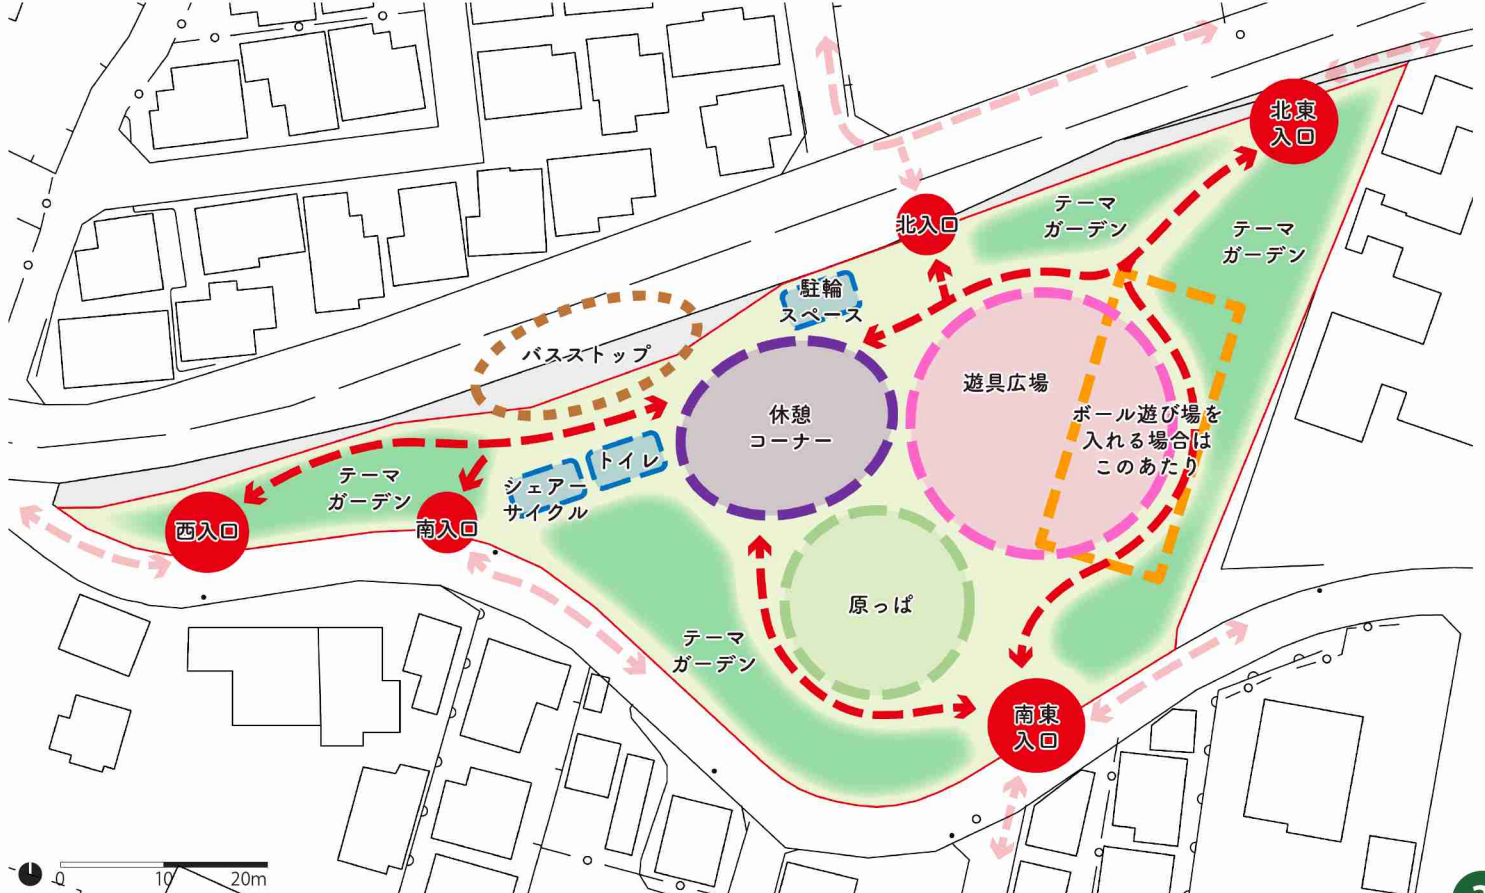 北東
入口
テーマ
ガーデン
北入口
テーマ
ガーデン
駐輪
スペース
バスストップ
遊具広場
休憩
コーナー
ボール遊び場を
入れる場合は
このあたり
トイレ
テーマ
ガーデン
シェアー
サイクル
西入口
南入口
原っぱ
テーマ
ガーデン
南東
入口
0 10 20m